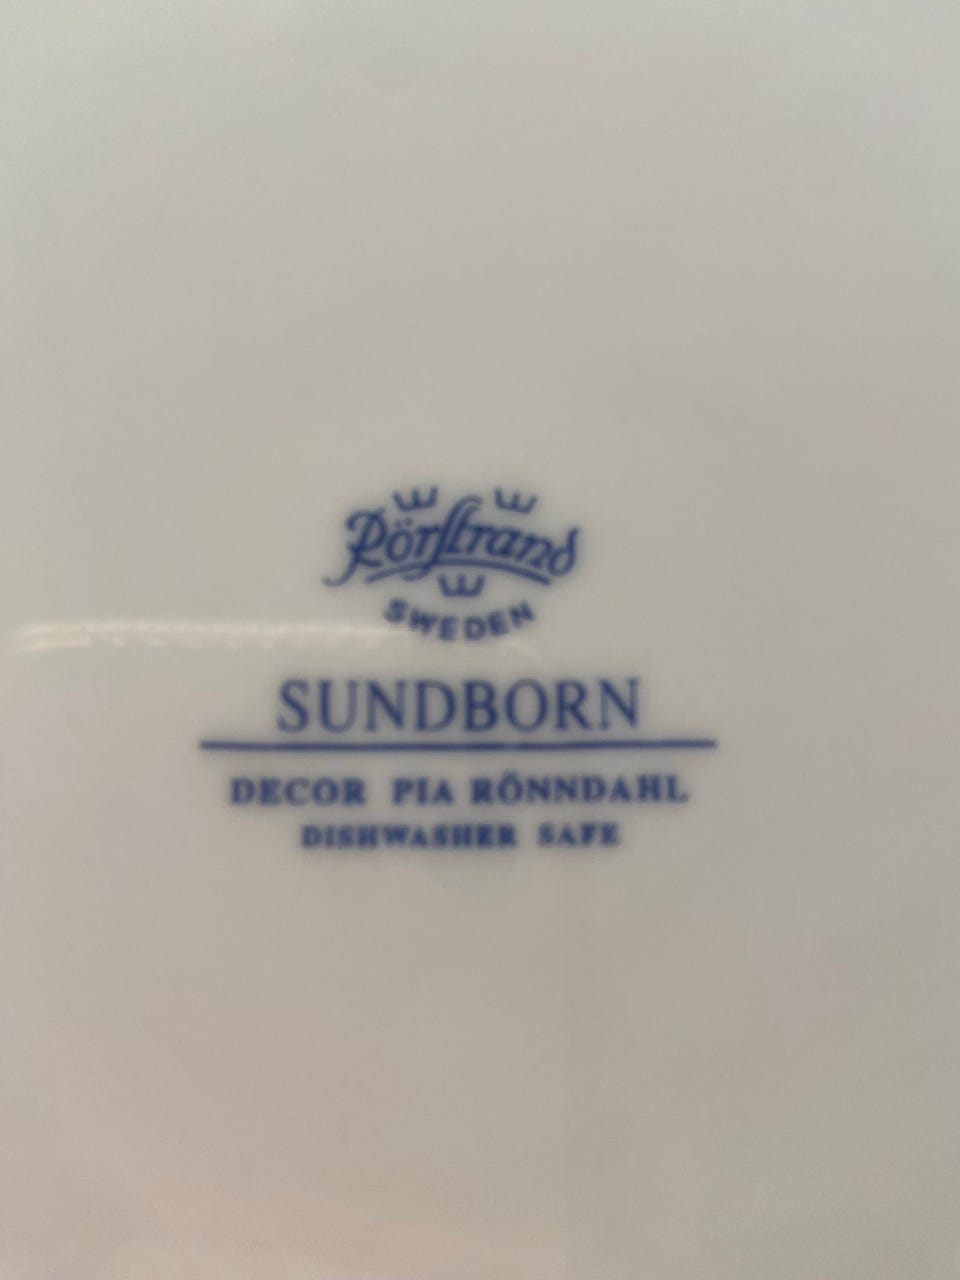 Rörstrand
SWEDEN
SUNDBORN
DECOR PIA RÖNNDAHL
DISHWASHER SAFE